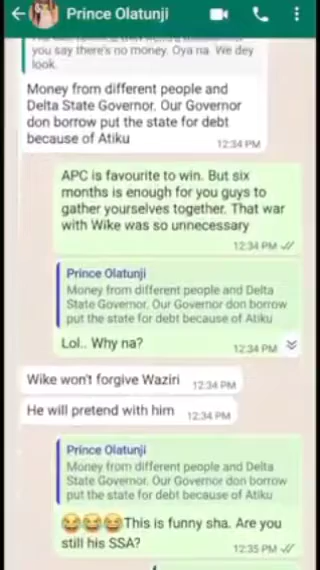 Prince Olatunji
you say there's no money. Oya na. We dey
look.
Money from different people and
Delta State Governor. Our Governor
don borrow put the state for debt
because of Atiku
12:34 PM
APC is favourite to win. But six
months is enough for you guys to
gather yourselves together. That war
with Wike was so unnecessary
12:34 PM
Prince Olatunji
Money from different people and Delta
State Governor. Our Governor don borrow
put the state for debt because of Atiku
Lol.. Why na?
12:34 PM
Wike won't forgive Waziri 12:34 PM
He will pretend with him 12:34 PM
Prince Olatunji
Money from different people and Delta
State Governor. Our Governor don borrow
put the state for debt because of Atiku
😂😂😂This is funny sha. Are you
still his SSA?
12:35 PM